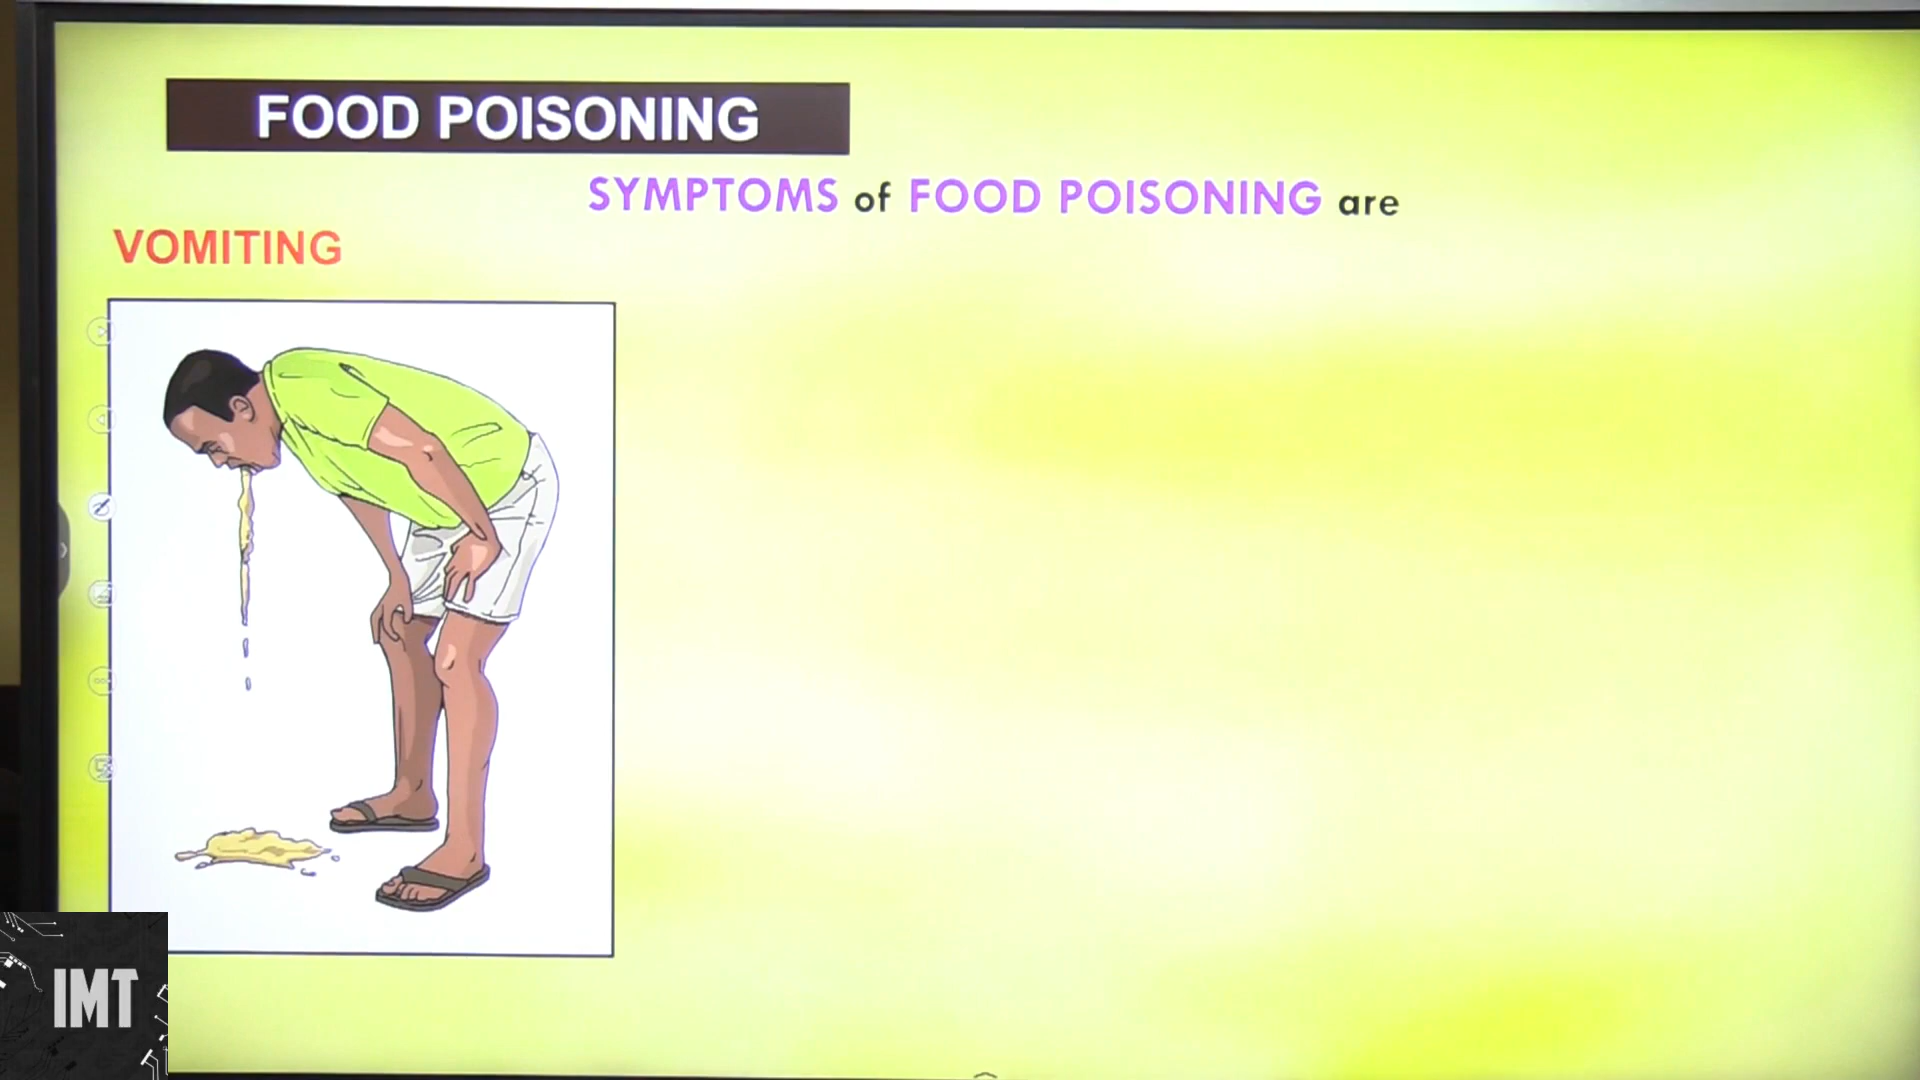 FOOD POISONING
SYMPTOMS of FOOD POISONING are
VOMITING
IMT